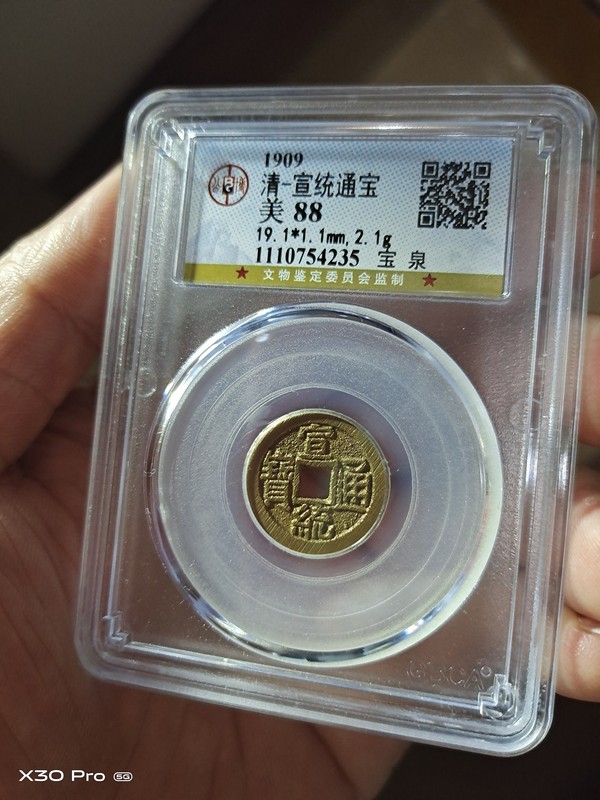 1909
清-宣统通宝
美 88
19.1*1.1mm,2.1g
1110754235 宝 泉
★ 文物鉴定委员会监制 ★
宣
寶 通
統
X30 Pro 5G